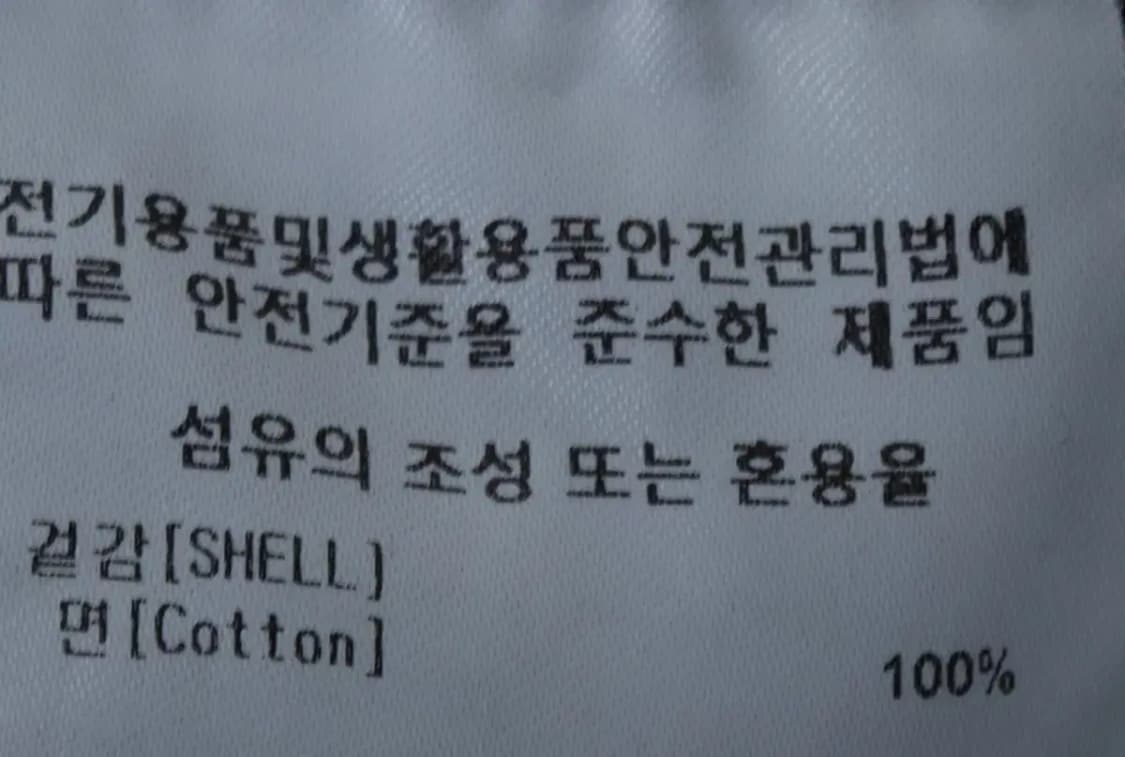 전기용품및생활용품안전관리법에
따른 안전기준을 준수한 제품임
섬유의 조성 또는 혼용율
겉감[SHELL]
면[Cotton]
100%